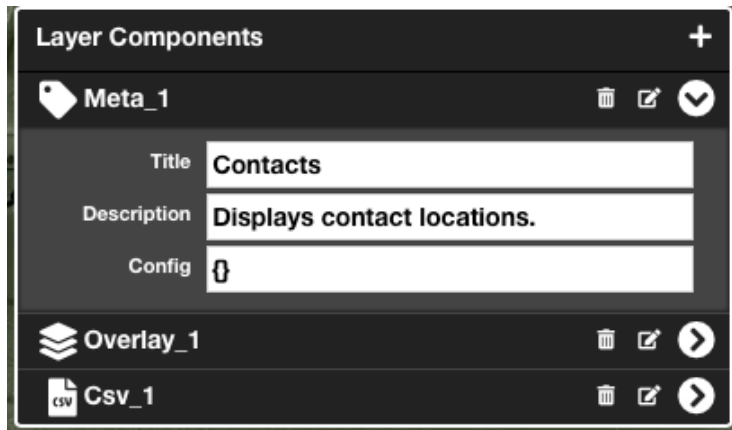 Layer Components
Meta_1
Title Contacts
Description Displays contact locations.
Config {}
Overlay_1
CSV Csv_1